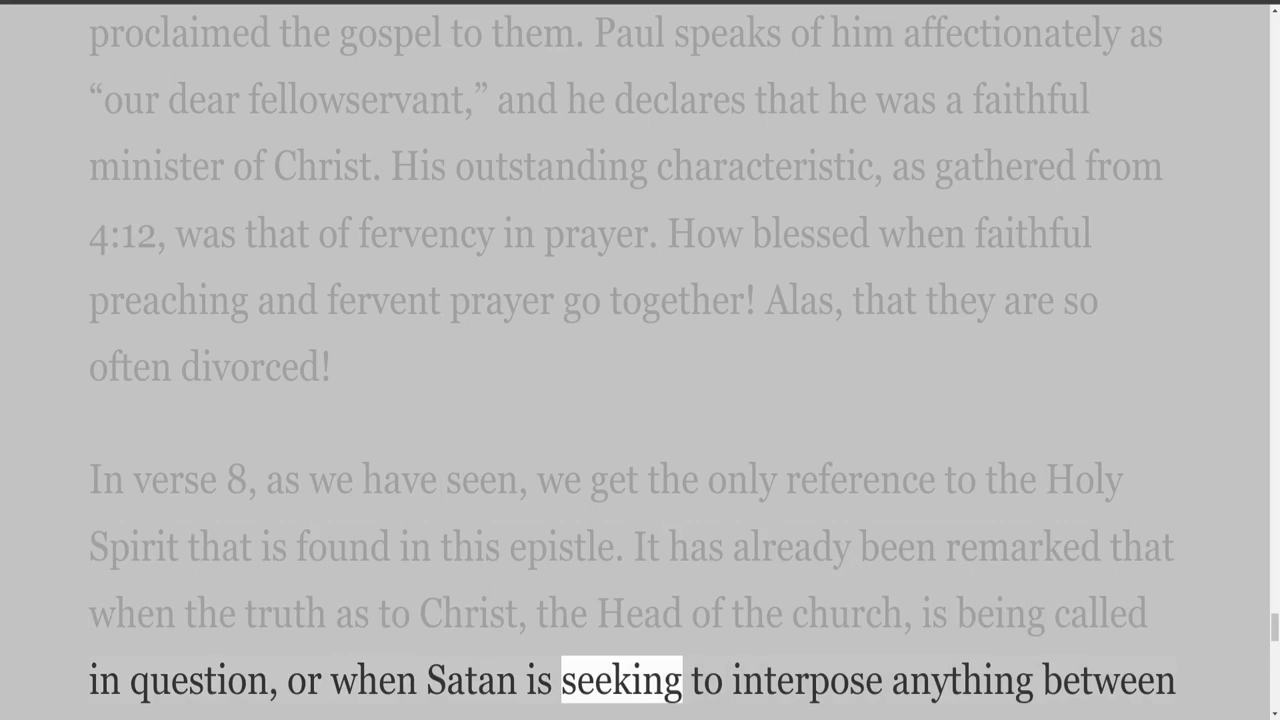 proclaimed the gospel to them. Paul speaks of him affectionately as
“our dear fellowservant,” and he declares that he was a faithful
minister of Christ. His outstanding characteristic, as gathered from
4:12, was that of fervency in prayer. How blessed when faithful
preaching and fervent prayer go together! Alas, that they are so
often divorced!
In verse 8, as we have seen, we get the only reference to the Holy
Spirit that is found in this epistle. It has already been remarked that
when the truth as to Christ, the Head of the church, is being called
in question, or when Satan is seeking to interpose anything between